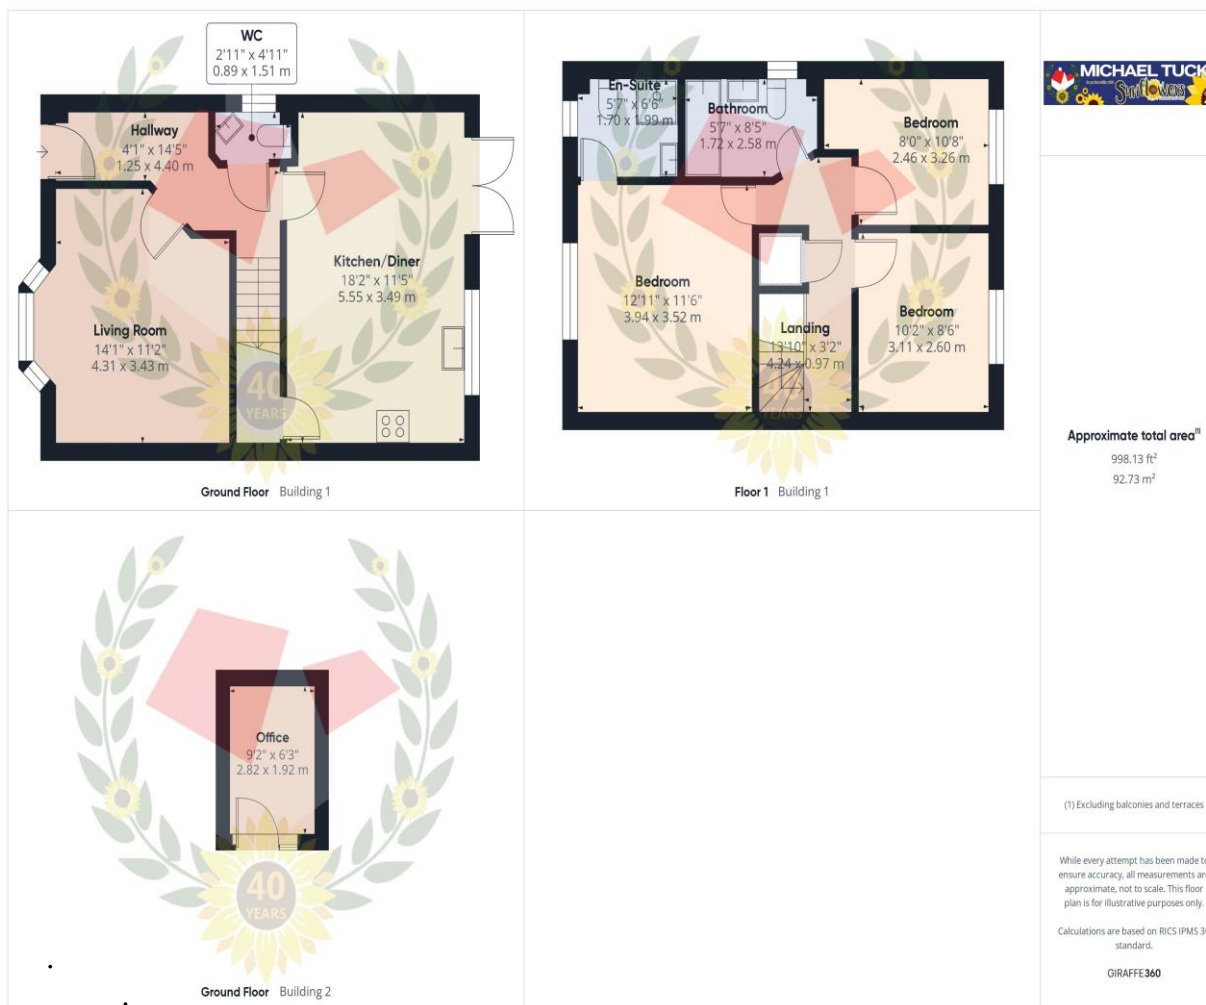 WC
2'11" x 4'11"
0.89 x 1.51 m
Hallway
4'1" x 14'5"
1.25 x 4.40 m
Kitchen/Diner
18'2" x 11'5"
5.55 x 3.49 m
Living Room
14'1" x 11'2"
4.31 x 3.43 m
40
YEARS
Ground Floor Building 1
En-Suite
5'7" x 6'6"
1.70 x 1.99 m
Bathroom
5'7" x 8'5"
1.72 x 2.58 m
Bedroom
8'0" x 10'8"
2.46 x 3.26 m
Bedroom
12'11" x 11'6"
3.94 x 3.52 m
Landing
13'10" x 3'2"
4.24 x 0.97 m
Bedroom
10'2" x 8'6"
3.11 x 2.60 m
YEARS
Floor 1 Building 1
Office
9'2" x 6'3"
2.82 x 1.92 m
40
YEARS
Ground Floor Building 2
MICHAEL TUCK
Sunflowers
Approximate total area(1)
998.13 ft²
92.73 m²
(1) Excluding balconies and terraces
While every attempt has been made to
ensure accuracy, all measurements are
approximate, not to scale. This floor
plan is for illustrative purposes only.
Calculations are based on RICS IPMS 3C
standard.
GIRAFFE360